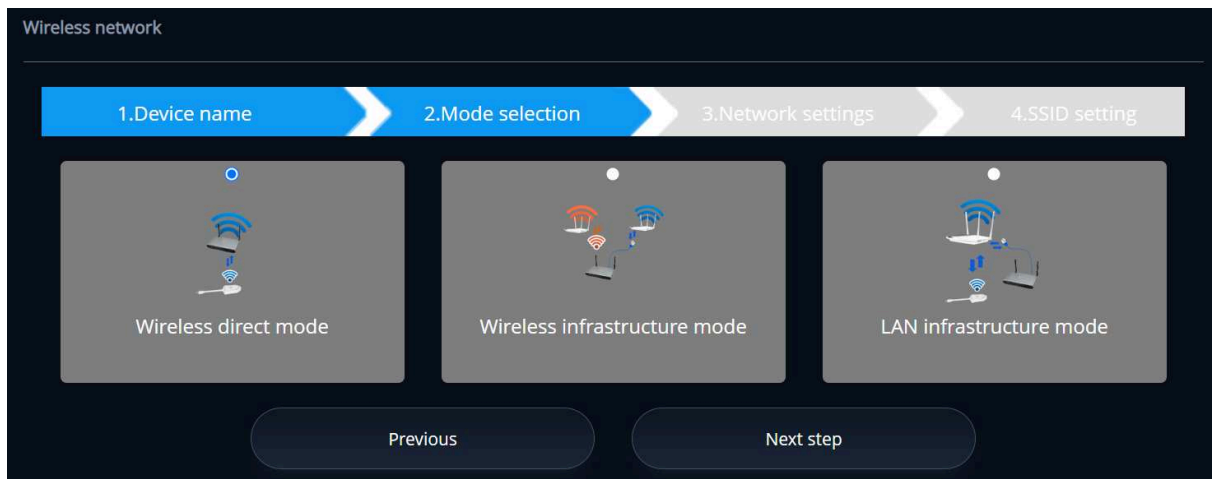 Wireless network
1.Device name
2.Mode selection
3.Network settings
4.SSID setting
Wireless direct mode
Wireless infrastructure mode
LAN infrastructure mode
Previous
Next step